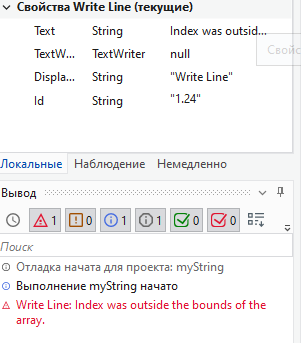 Свойства Write Line (текущие)
Text String Index was outsid...
TextW... TextWriter null
Displa... String "Write Line"
Id String "1.24"
Свойс
Локальные Наблюдение Немедленно
Вывод
1 0 1 1 0 0
Поиск
Отладка начата для проекта: myString
Выполнение myString начато
Write Line: Index was outside the bounds of the
array.